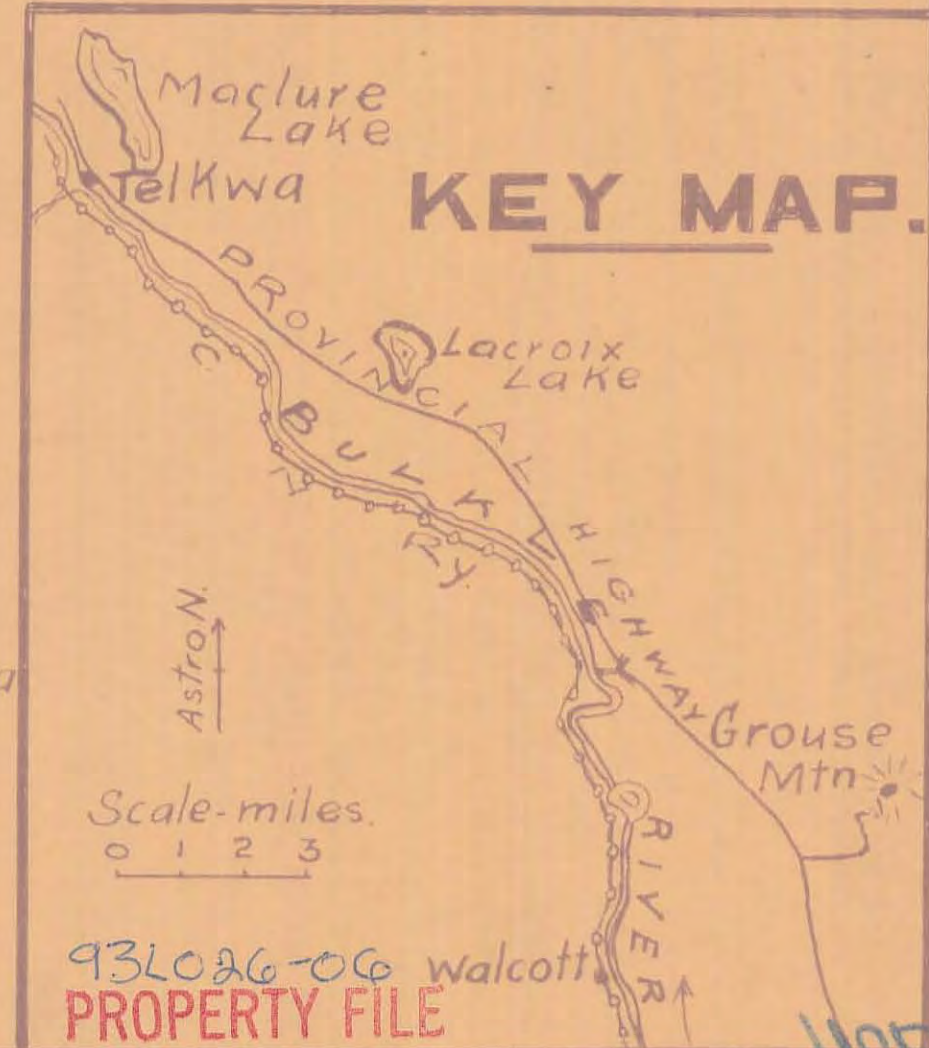 Maclure
Lake
Telkwa
KEY MAP.
PROVINCIAL HIGHWAY
Lacroix
Lake
C. N. Ry.
BULKLEY RIVER
Astro. N.
Grouse
Mtn
Scale-miles.
0 1 2 3
93L026-06
Walcott
PROPERTY FILE